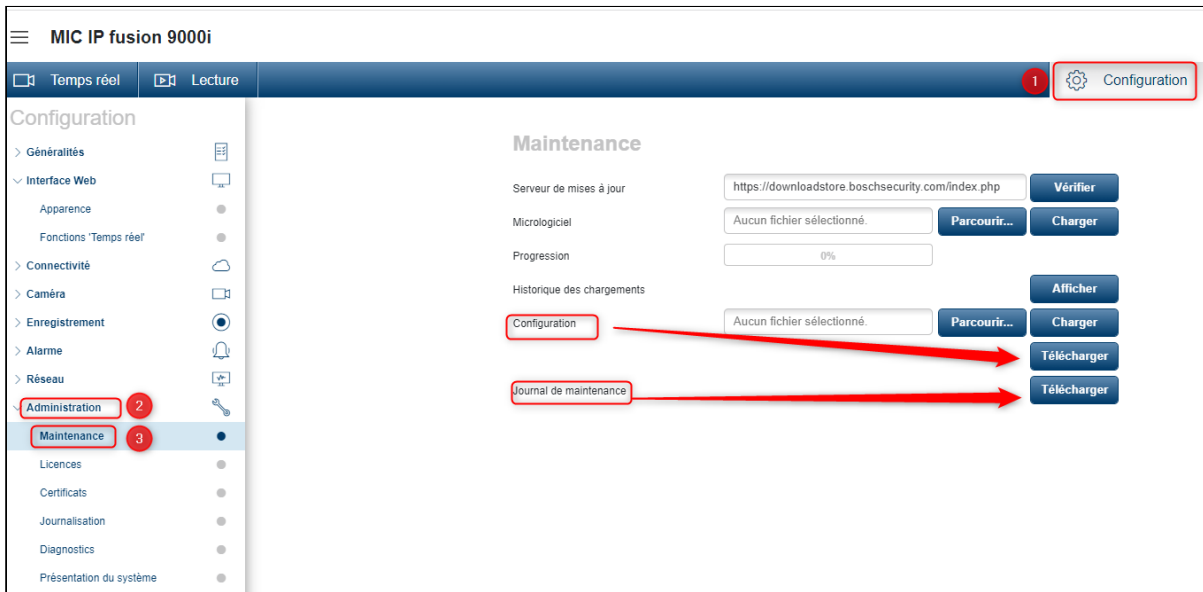 MIC IP fusion 9000i
Temps réel
Lecture
1
Configuration
Configuration
Généralités
Interface Web
Apparence
Fonctions 'Temps réel'
Connectivité
Caméra
Enregistrement
Alarme
Réseau
Administration
2
Maintenance
3
Licences
Certificats
Journalisation
Diagnostics
Présentation du système
Maintenance
Serveur de mises à jour
https://downloadstore.boschsecurity.com/index.php
Vérifier
Micrologiciel
Aucun fichier sélectionné.
Parcourir...
Charger
Progression
0%
Historique des chargements
Afficher
Configuration
Aucun fichier sélectionné.
Parcourir...
Charger
Télécharger
Journal de maintenance
Télécharger